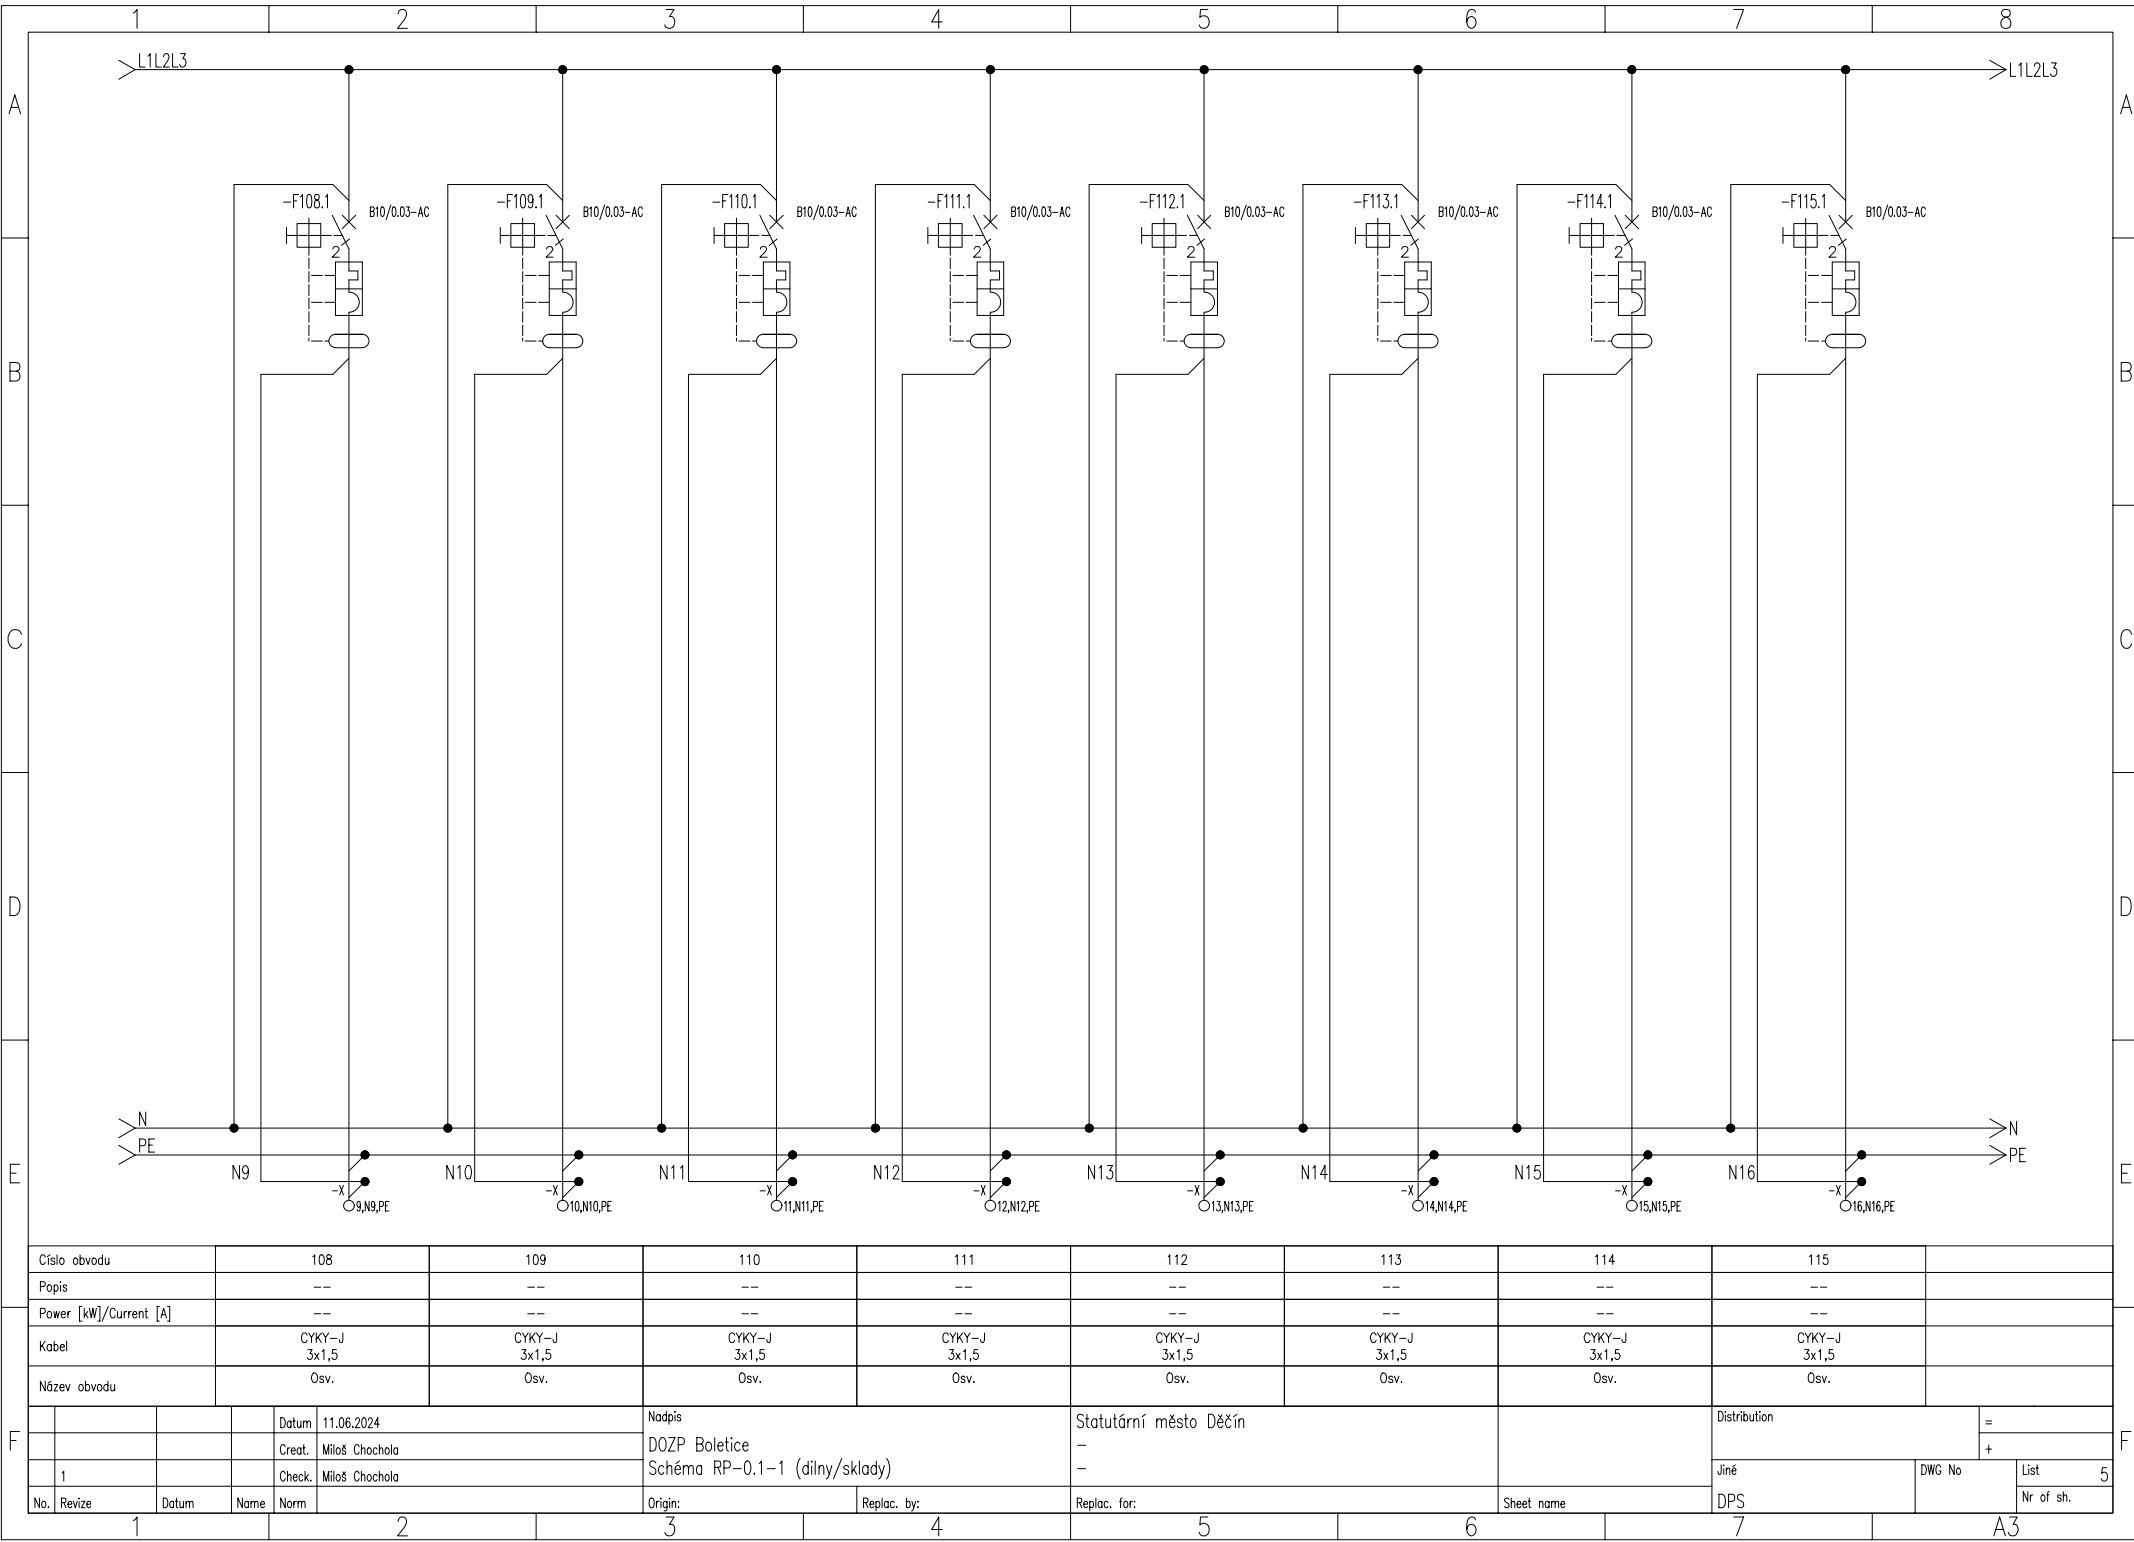 1 2 3 4 5 6 7 8
L1L2L3 L1L2L3
A A
-F108.1 B10/0.03-AC -F109.1 B10/0.03-AC -F110.1 B10/0.03-AC -F111.1 B10/0.03-AC -F112.1 B10/0.03-AC -F113.1 B10/0.03-AC -F114.1 B10/0.03-AC -F115.1 B10/0.03-AC
2 2 2 2 2 2 2 2
B B
C C
D D
N N
PE PE
E N9 N10 N11 N12 N13 N14 N15 N16 E
-X -X -X -X -X -X -X -X
9,N9,PE 10,N10,PE 11,N11,PE 12,N12,PE 13,N13,PE 14,N14,PE 15,N15,PE 16,N16,PE
Číslo obvodu 108 109 110 111 112 113 114 115
Popis -- -- -- -- -- -- -- --
Power [kW]/Current [A] -- -- -- -- -- -- -- --
Kabel CYKY-J CYKY-J CYKY-J CYKY-J CYKY-J CYKY-J CYKY-J CYKY-J
3x1,5 3x1,5 3x1,5 3x1,5 3x1,5 3x1,5 3x1,5 3x1,5
Název obvodu Osv. Osv. Osv. Osv. Osv. Osv. Osv. Osv.
F Datum 11.06.2024 Nadpis Statutární město Děčín Distribution = F
Creat. Miloš Chochola DOZP Boletice - +
1 Check. Miloš Chochola Schéma RP-0.1-1 (dilny/sklady) - Jiné DWG No List 5
No. Revize Datum Name Norm Origin: Replac. by: Replac. for: Sheet name DPS Nr of sh.
1 2 3 4 5 6 7 A3